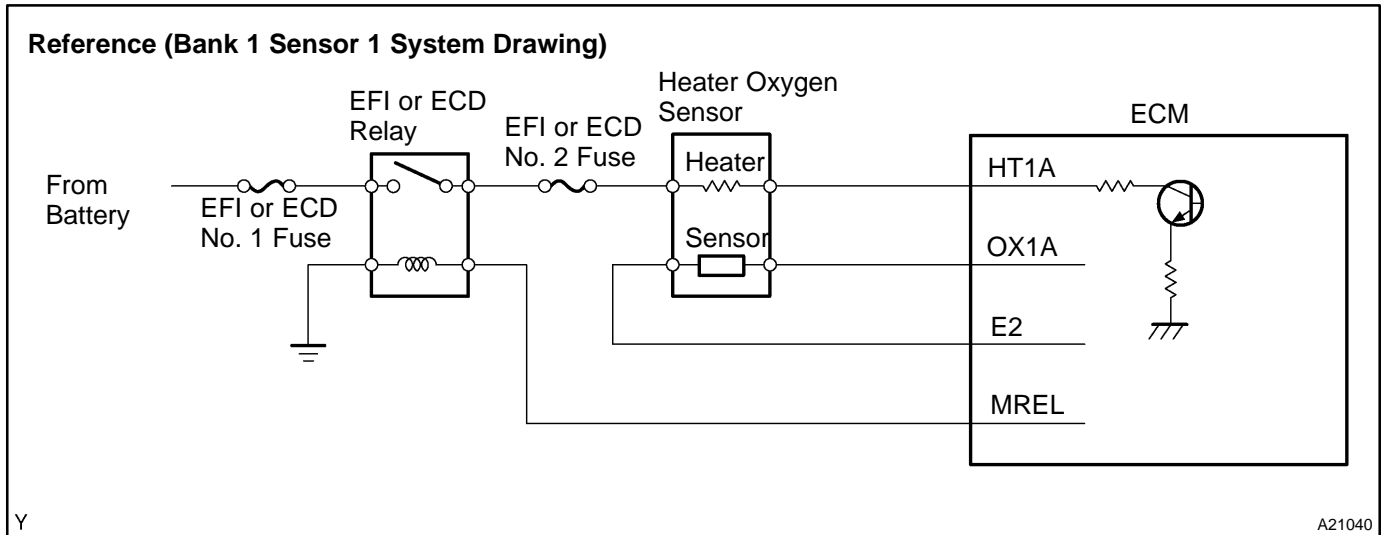 Reference (Bank 1 Sensor 1 System Drawing)
From
Battery
EFI or ECD
No. 1 Fuse
EFI or ECD
Relay
EFI or ECD
No. 2 Fuse
Heater Oxygen
Sensor
Heater
Sensor
ECM
HT1A
OX1A
E2
MREL
Y
A21040